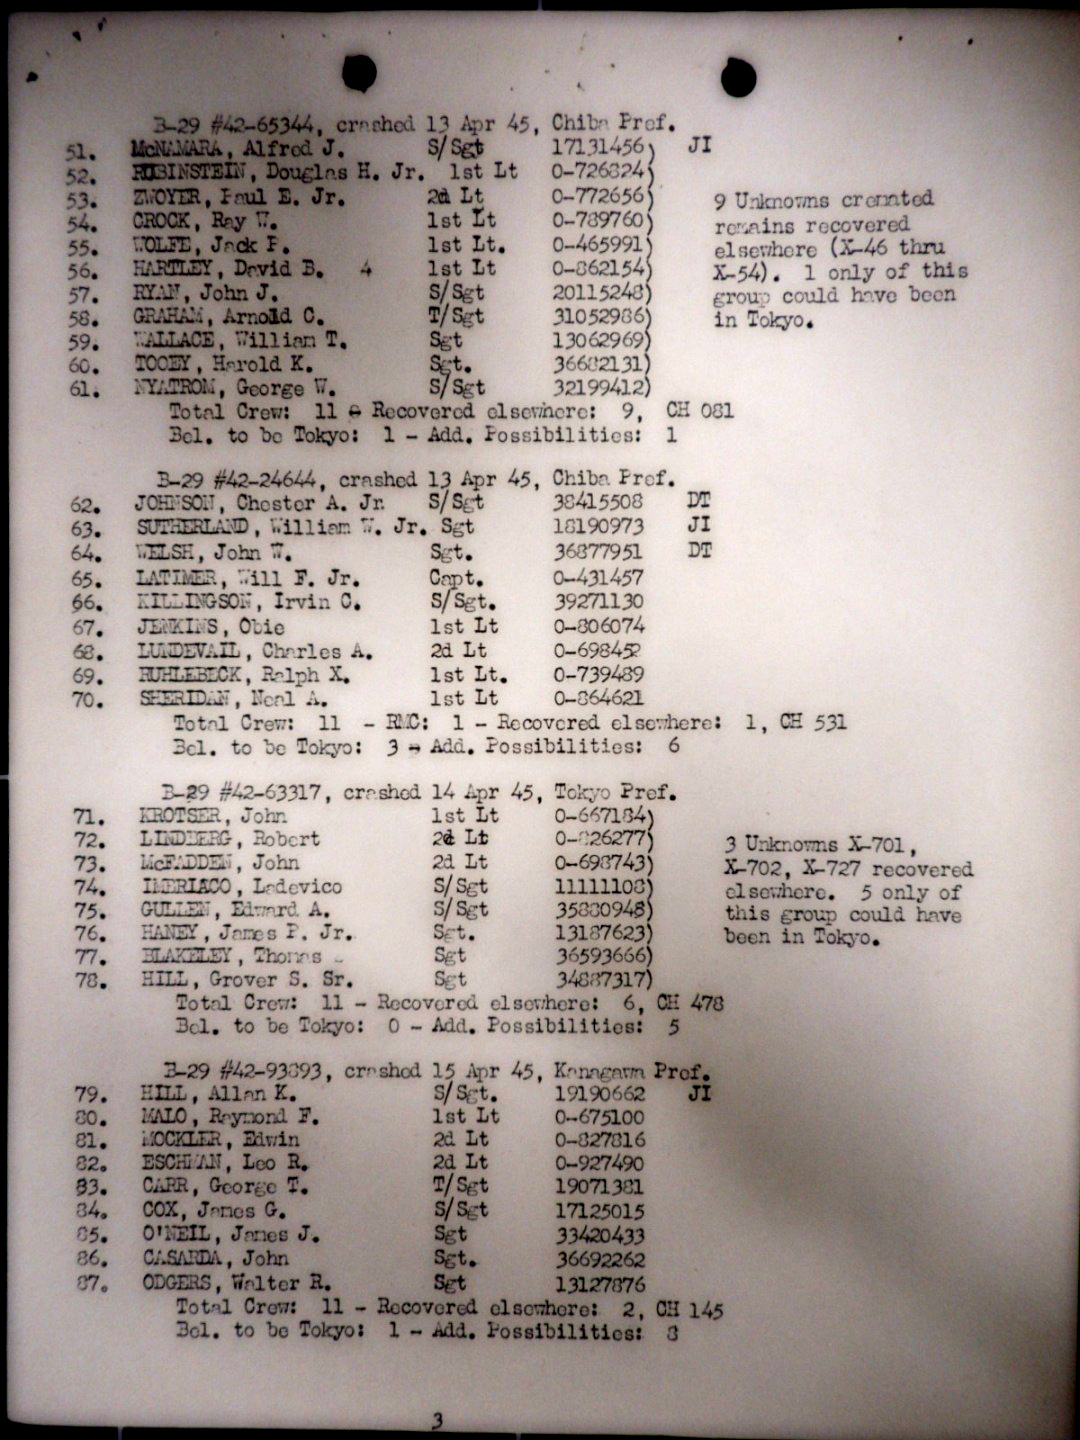 B-29 #42-65344, crashed 13 Apr 45, Chiba Pref.
51. McNAMARA, Alfred J. S/Sgt 17131456) JI
52. RUBINSTEIN, Douglas H. Jr. 1st Lt 0-726824)
53. ZWOYER, Paul E. Jr. 2d Lt 0-772656)
54. CROCK, Ray W. 1st Lt 0-789760)
55. WOLFE, Jack P. 1st Lt. 0-465991)
56. HARTLEY, David B. 4 1st Lt 0-862154)
57. RYAN, John J. S/Sgt 20115248)
58. GRAHAM, Arnold C. T/Sgt 31052986)
59. WALLACE, William T. Sgt 13062969)
60. TOOEY, Harold K. Sgt. 36682131)
61. NYATROM, George W. S/Sgt 32199412)
9 Unknowns cremated
remains recovered
elsewhere (X-46 thru
X-54). 1 only of this
group could have been
in Tokyo.
Total Crew: 11 - Recovered elsewhere: 9, CH 081
Bel. to be Tokyo: 1 - Add. Possibilities: 1
B-29 #42-24644, crashed 13 Apr 45, Chiba Pref.
62. JOHNSON, Chester A. Jr. S/Sgt 38415508 DT
63. SUTHERLAND, William W. Jr. Sgt 18190973 JI
64. WELSH, John W. Sgt. 36877951 DT
65. LATIMER, Will F. Jr. Capt. 0-431457
66. KILLINGSON, Irvin C. S/Sgt. 39271130
67. JENKINS, Obie 1st Lt 0-806074
68. LUNDEVAIL, Charles A. 2d Lt 0-698452
69. RUHLEBECK, Ralph X. 1st Lt. 0-739489
70. SHERIDAN, Neal A. 1st Lt 0-864621
Total Crew: 11 - RMC: 1 - Recovered elsewhere: 1, CH 531
Bel. to be Tokyo: 3 - Add. Possibilities: 6
B-29 #42-63317, crashed 14 Apr 45, Tokyo Pref.
71. KROTSER, John 1st Lt 0-667184)
72. LINDBERG, Robert 2d Lt 0-826277)
73. McFADDEN, John 2d Lt 0-698743)
74. IMERIACO, Ledevico S/Sgt 11111108)
75. GULLEN, Edward A. S/Sgt 35880948)
76. HANEY, James P. Jr. Sgt. 13187623)
77. BLAKELEY, Thomas Sgt 36593666)
78. HILL, Grover S. Sr. Sgt 34887317)
3 Unknowns X-701,
X-702, X-727 recovered
elsewhere. 5 only of
this group could have
been in Tokyo.
Total Crew: 11 - Recovered elsewhere: 6, CH 478
Bel. to be Tokyo: 0 - Add. Possibilities: 5
B-29 #42-93893, crashed 15 Apr 45, Kanagawa Pref.
79. HILL, Allan K. S/Sgt. 19190662 JI
80. MALO, Raymond F. 1st Lt 0-675100
81. MOCKLER, Edwin 2d Lt 0-827816
82. ESCHMAN, Leo R. 2d Lt 0-927490
83. CARR, George T. T/Sgt 19071381
84. COX, James G. S/Sgt 17125015
85. O'NEIL, James J. Sgt 33420433
86. CASARDA, John Sgt. 36692262
87. ODGERS, Walter R. Sgt 13127876
Total Crew: 11 - Recovered elsewhere: 2, CH 145
Bel. to be Tokyo: 1 - Add. Possibilities: 8
3